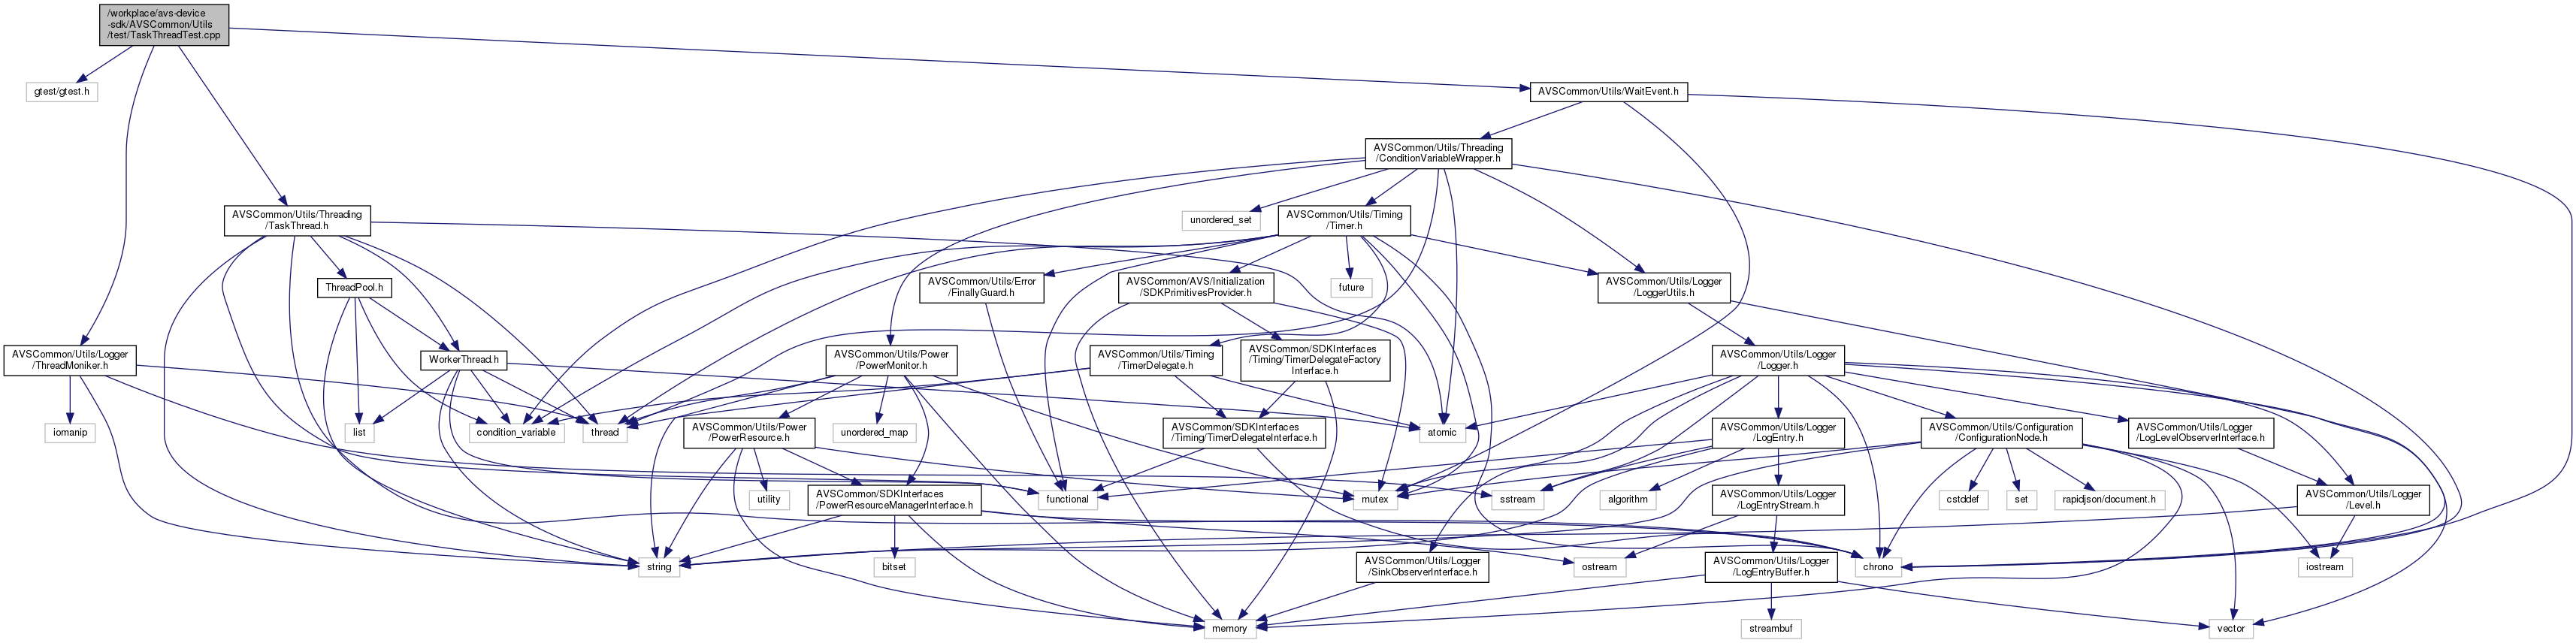 /workplace/avs-device
-sdk/AVSCommon/Utils
/test/TaskThreadTest.cpp
gtest/gtest.h
AVSCommon/Utils/WaitEvent.h
AVSCommon/Utils/Threading
/ConditionVariableWrapper.h
AVSCommon/Utils/Threading
/TaskThread.h
unordered_set
AVSCommon/Utils/Timing
/Timer.h
ThreadPool.h
AVSCommon/Utils/Error
/FinallyGuard.h
AVSCommon/AVS/Initialization
/SDKPrimitivesProvider.h
future
AVSCommon/Utils/Logger
/LoggerUtils.h
AVSCommon/Utils/Logger
/ThreadMoniker.h
WorkerThread.h
AVSCommon/Utils/Power
/PowerMonitor.h
AVSCommon/Utils/Timing
/TimerDelegate.h
AVSCommon/SDKInterfaces
/Timing/TimerDelegateFactory
Interface.h
AVSCommon/Utils/Logger
/Logger.h
iomanip
list
condition_variable
thread
AVSCommon/Utils/Power
/PowerResource.h
unordered_map
AVSCommon/SDKInterfaces
/Timing/TimerDelegateInterface.h
atomic
AVSCommon/Utils/Logger
/LogEntry.h
AVSCommon/Utils/Configuration
/ConfigurationNode.h
AVSCommon/Utils/Logger
/LogLevelObserverInterface.h
utility
AVSCommon/SDKInterfaces
/PowerResourceManagerInterface.h
functional
mutex
sstream
algorithm
AVSCommon/Utils/Logger
/LogEntryStream.h
cstddef
set
rapidjson/document.h
AVSCommon/Utils/Logger
/Level.h
string
bitset
AVSCommon/Utils/Logger
/SinkObserverInterface.h
ostream
AVSCommon/Utils/Logger
/LogEntryBuffer.h
chrono
iostream
memory
streambuf
vector